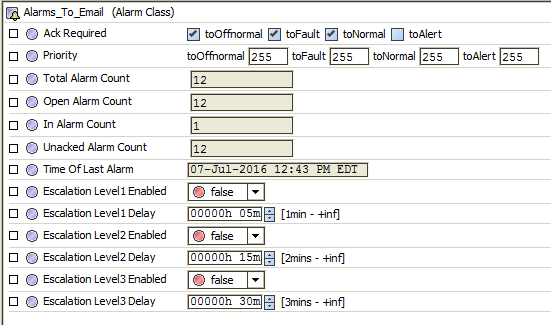 Alarms_To_Email (Alarm Class)
Ack Required toOffnormal toFault toNormal toAlert
Priority toOffnormal 255 toFault 255 toNormal 255 toAlert 255
Total Alarm Count 12
Open Alarm Count 12
In Alarm Count 1
Unacked Alarm Count 12
Time Of Last Alarm 07-Jul-2016 12:43 PM EDT
Escalation Level1 Enabled false
Escalation Level1 Delay 00000h 05m [1min - +inf]
Escalation Level2 Enabled false
Escalation Level2 Delay 00000h 15m [2mins - +inf]
Escalation Level3 Enabled false
Escalation Level3 Delay 00000h 30m [3mins - +inf]